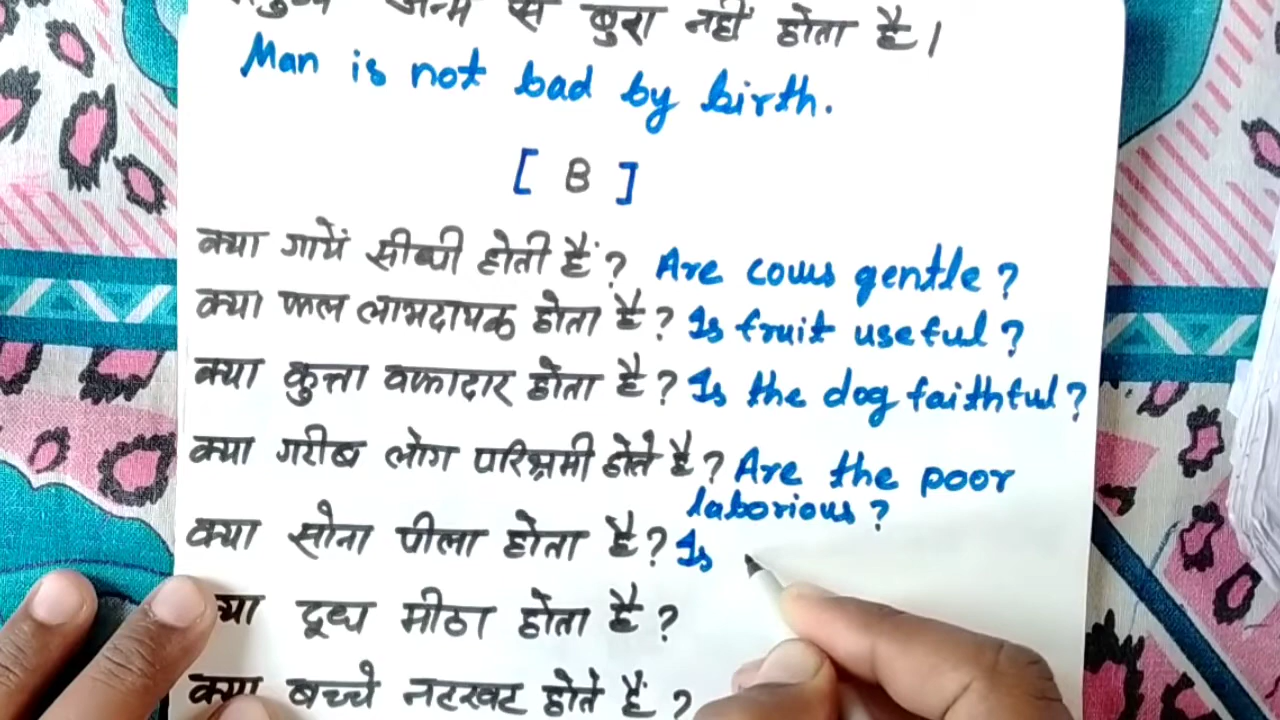 जन्म से बुरा नहीं होता है।
Man is not bad by birth.
[ B ]
क्या गायें सीध्धी होती हैं? Are cows gentle?
क्या फल लाभदायक होता है? Is fruit useful?
क्या कुत्ता वफादार होता है? Is the dog faithful?
क्या गरीब लोग परिश्रमी होते है? Are the poor
laborious?
क्या सोना पीला होता है? Is
क्या दूध मीठा होता है?
क्या बच्चे नटखट होते हैं?